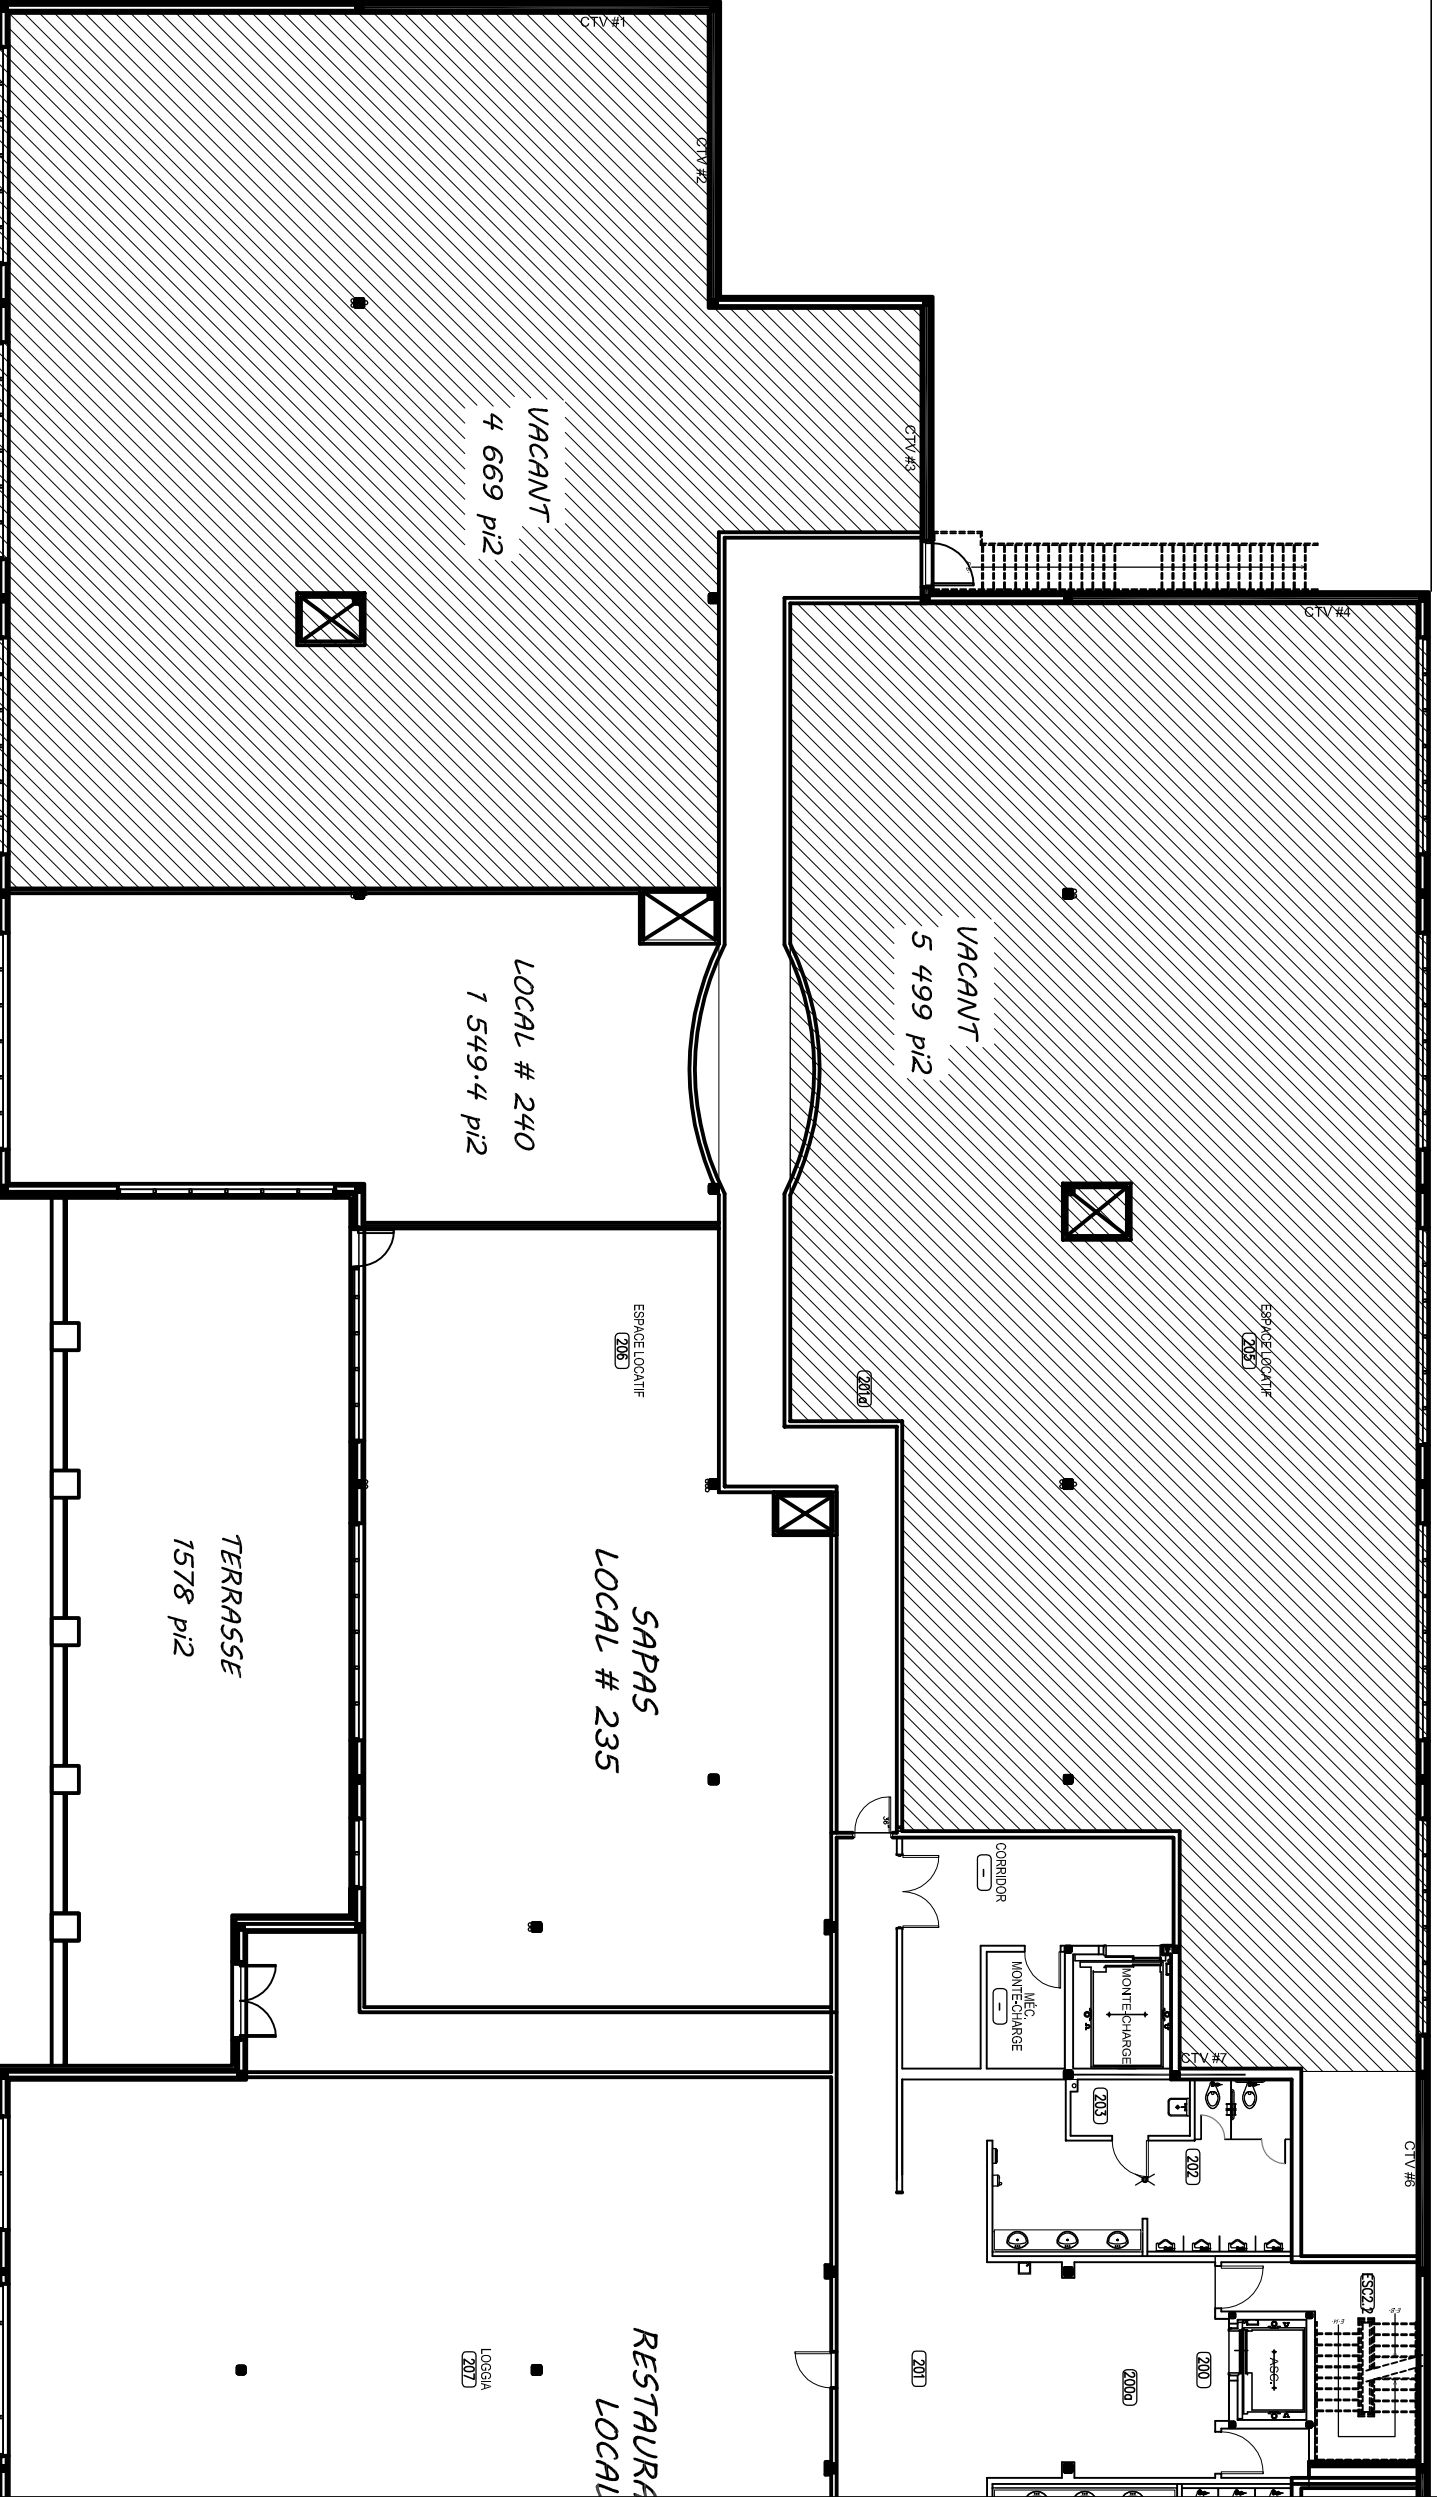 CTV #1
CTV #2
CTV #3
VACANT
4 669 pi2
CTV #4
VACANT
5 499 pi2
LOCAL # 240
1 549.4 pi2
ESPACE LOCATIF
205
ESPACE LOCATIF
206
201a
TERRASSE
1578 pi2
SAPAS
LOCAL # 235
36"
CORRIDOR
-
MÉC.
MONTE-CHARGE
-
MONTE-CHARGE
CTV #7
CTV #6
203
202
ESC2.2
ASC.
200
200a
201
LOGGIA
207
RESTAURA
LOCAL